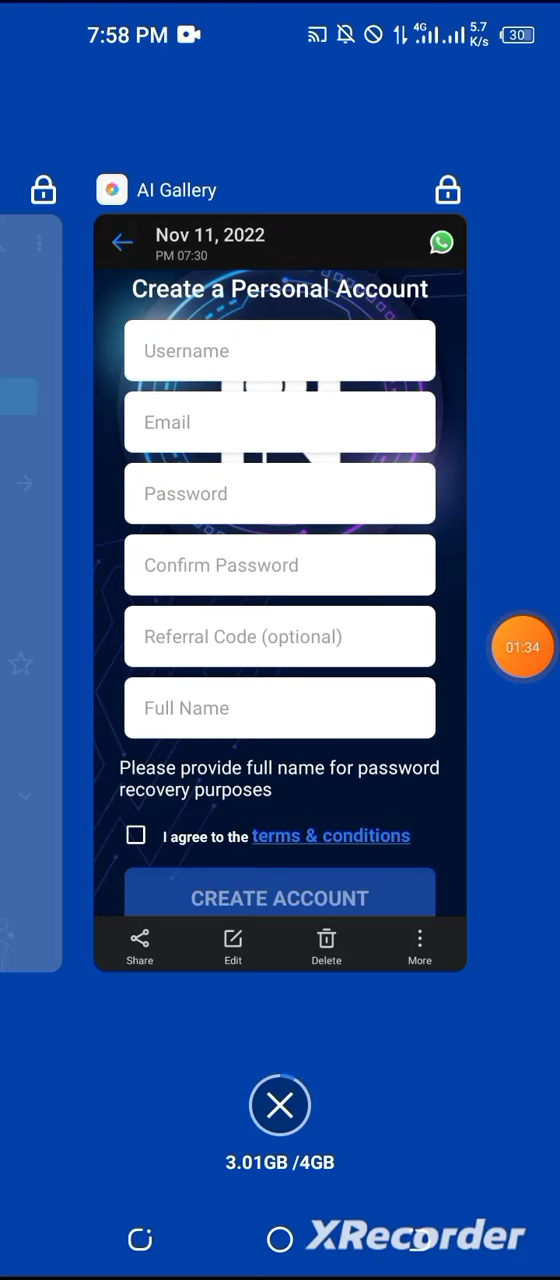 7:58 PM
4G
5.7
K/s
30
AI Gallery
Nov 11, 2022
PM 07:30
Create a Personal Account
Username
Email
Password
Confirm Password
Referral Code (optional)
Full Name
Please provide full name for password
recovery purposes
I agree to the terms & conditions
CREATE ACCOUNT
Share
Edit
Delete
More
01:34
3.01GB /4GB
XRecorder